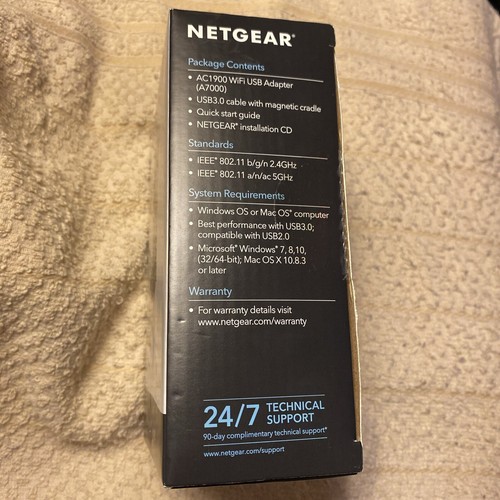 NETGEAR®
Package Contents
• AC1900 WiFi USB Adapter
(A7000)
• USB3.0 cable with magnetic cradle
• Quick start guide
• NETGEAR® installation CD
Standards
• IEEE® 802.11 b/g/n 2.4GHz
• IEEE® 802.11 a/n/ac 5GHz
System Requirements
• Windows OS or Mac OS® computer
• Best performance with USB3.0;
compatible with USB2.0
• Microsoft® Windows® 7, 8, 10,
(32/64-bit); Mac OS X 10.8.3
or later
Warranty
• For warranty details visit
www.netgear.com/warranty
24/7 TECHNICAL
SUPPORT
90-day complimentary technical support*
www.netgear.com/support